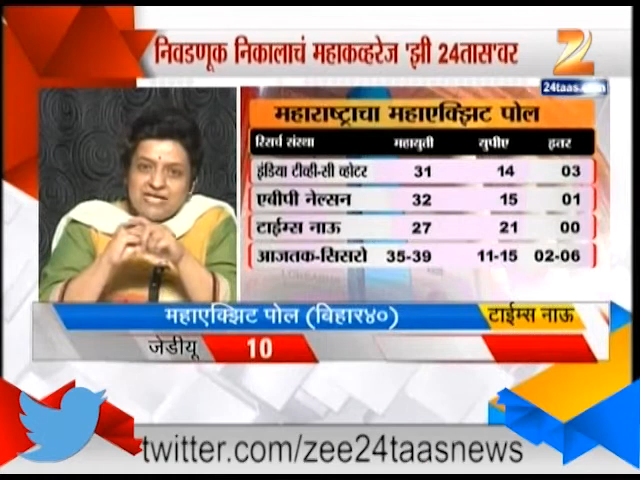 निवडणूक निकालाचं महाकव्हरेज 'झी 24तास'वर
24taas.com
महाराष्ट्राचा महाएक्झिट पोल
रिसर्च संस्था महायुती युपीए इतर
इंडिया टीव्ही-सी व्होटर 31 14 03
एबीपी नेल्सन 32 15 01
टाईम्स नाऊ 27 21 00
आजतक-सिसरो 35-39 11-15 02-06
महाएक्झिट पोल (बिहार४०) टाईम्स नाऊ
जेडीयू 10
twitter.com/zee24taasnews